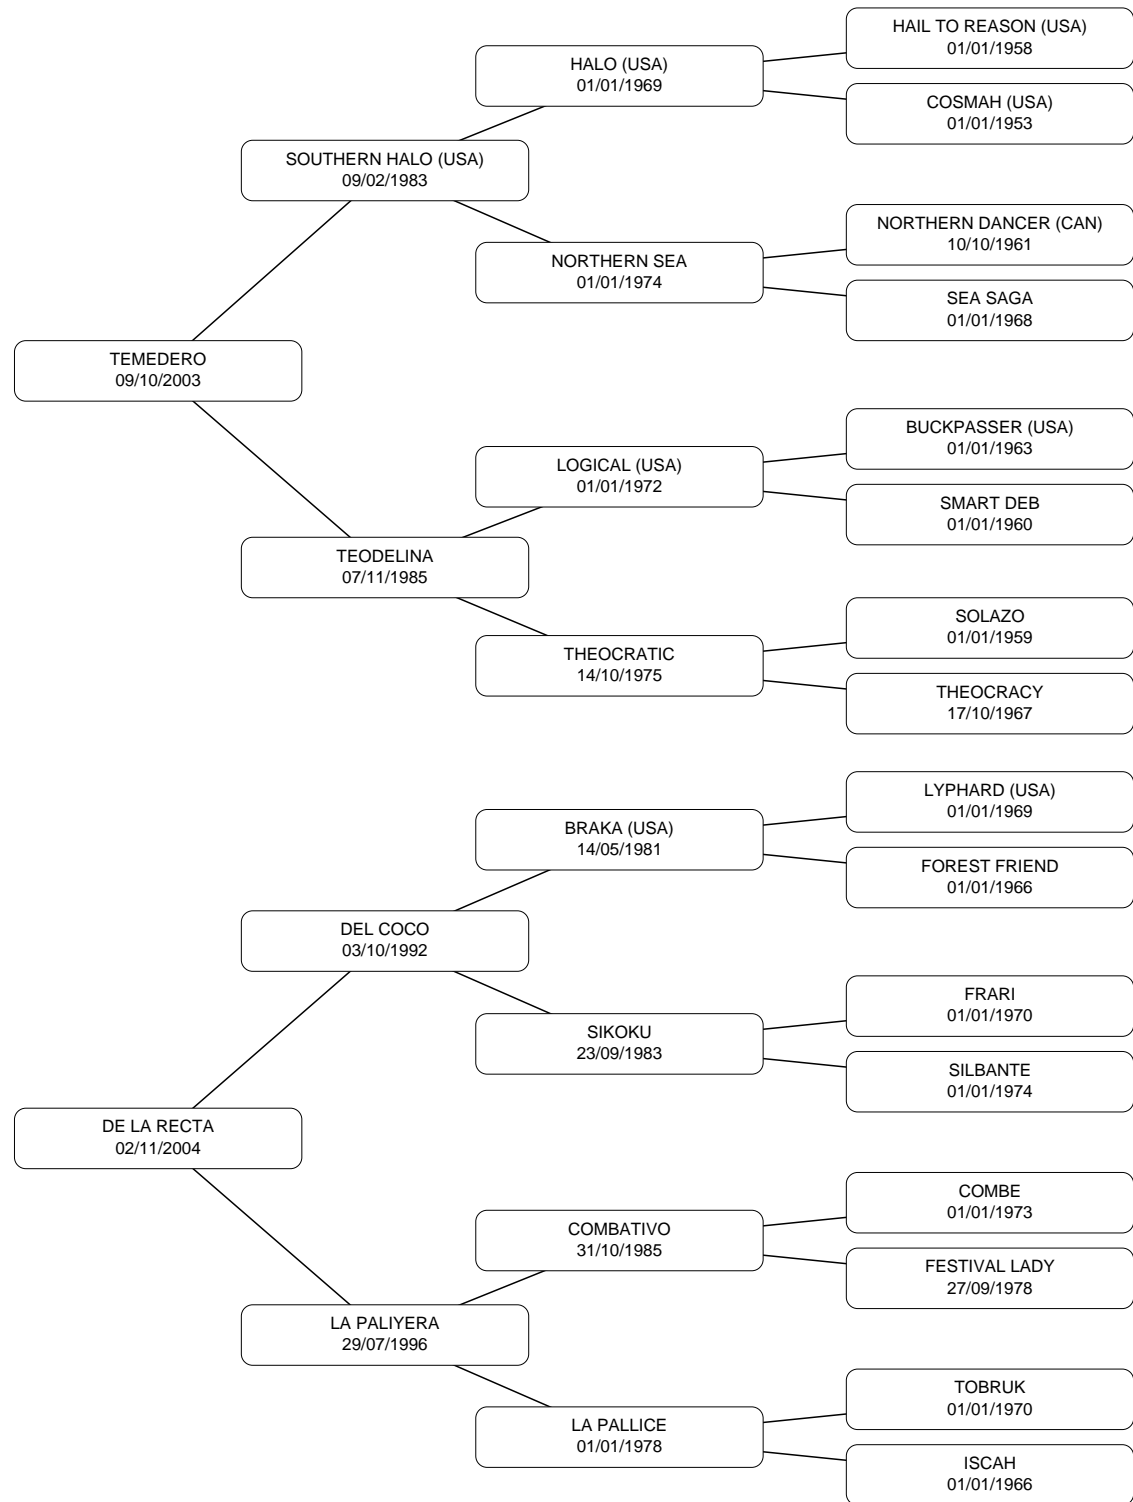 HAIL TO REASON (USA)
01/01/1958
HALO (USA)
01/01/1969
COSMAH (USA)
01/01/1953
SOUTHERN HALO (USA)
09/02/1983
NORTHERN DANCER (CAN)
10/10/1961
NORTHERN SEA
01/01/1974
SEA SAGA
01/01/1968
TEMEDERO
09/10/2003
BUCKPASSER (USA)
01/01/1963
LOGICAL (USA)
01/01/1972
SMART DEB
01/01/1960
TEODELINA
07/11/1985
SOLAZO
01/01/1959
THEOCRATIC
14/10/1975
THEOCRACY
17/10/1967
LYPHARD (USA)
01/01/1969
BRAKA (USA)
14/05/1981
FOREST FRIEND
01/01/1966
DEL COCO
03/10/1992
FRARI
01/01/1970
SIKOKU
23/09/1983
SILBANTE
01/01/1974
DE LA RECTA
02/11/2004
COMBE
01/01/1973
COMBATIVO
31/10/1985
FESTIVAL LADY
27/09/1978
LA PALIYERA
29/07/1996
TOBRUK
01/01/1970
LA PALLICE
01/01/1978
ISCAH
01/01/1966